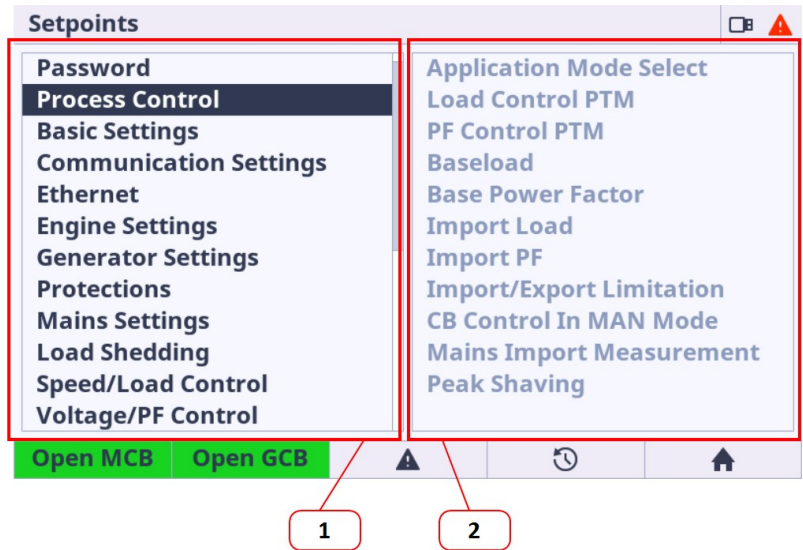 Setpoints
Password
Process Control
Basic Settings
Communication Settings
Ethernet
Engine Settings
Generator Settings
Protections
Mains Settings
Load Shedding
Speed/Load Control
Voltage/PF Control
Application Mode Select
Load Control PTM
PF Control PTM
Baseload
Base Power Factor
Import Load
Import PF
Import/Export Limitation
CB Control In MAN Mode
Mains Import Measurement
Peak Shaving
Open MCB Open GCB
1 2